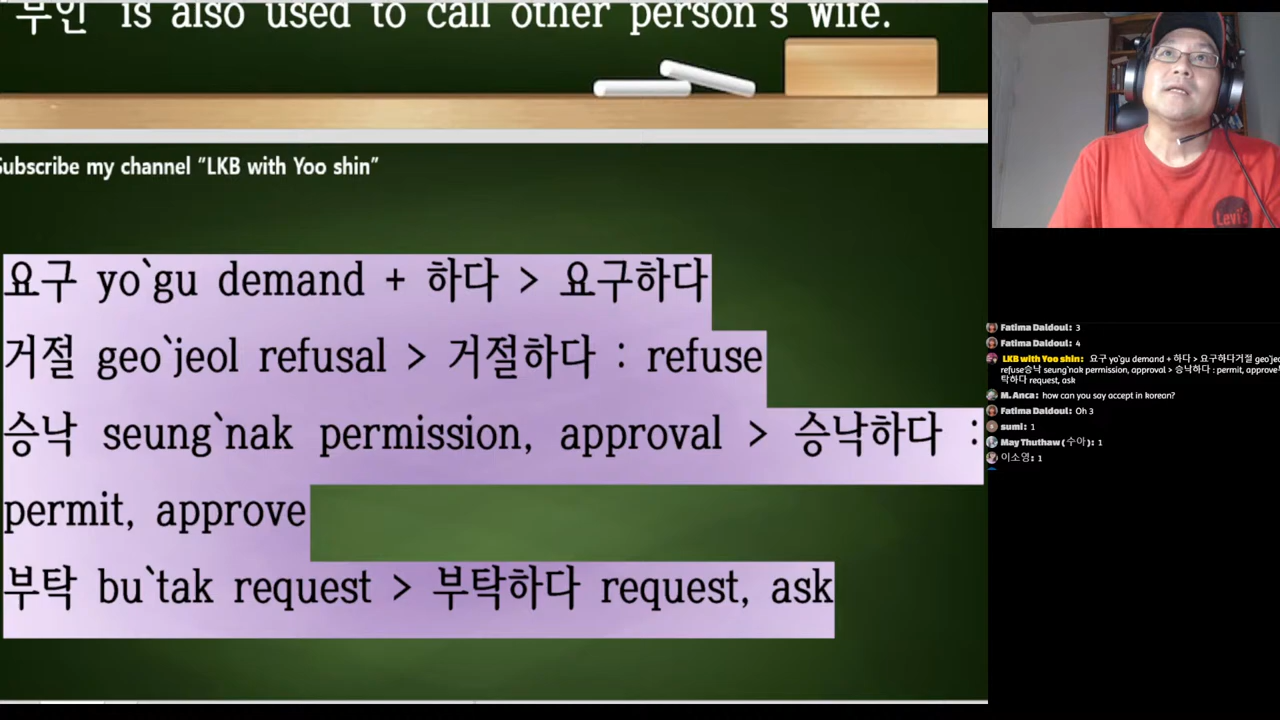 부인 is also used to call other person's wife.
Subscribe my channel "LKB with Yoo shin"
요구 yo`gu demand + 하다 > 요구하다
거절 geo`jeol refusal > 거절하다 : refuse
승낙 seung`nak permission, approval > 승낙하다 :
permit, approve
부탁 bu`tak request > 부탁하다 request, ask
Levi's
Fatima Daldoul: 3
Fatima Daldoul: 4
LKB with Yoo shin: 요구 yo`gu demand + 하다 > 요구하다거절 geo`jeo
refuse승낙 seung`nak permission, approval > 승낙하다 : permit, approve
탁하다 request, ask
M. Anca: how can you say accept in korean?
Fatima Daldoul: Oh 3
sumi: 1
May Thuthaw (수아): 1
이소영: 1